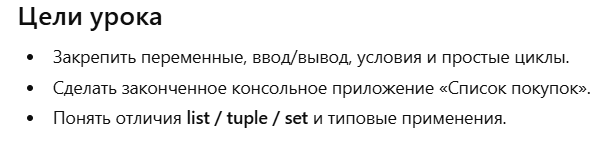 Цели урока
• Закрепить переменные, ввод/вывод, условия и простые циклы.
• Сделать законченное консольное приложение «Список покупок».
• Понять отличия list / tuple / set и типовые применения.